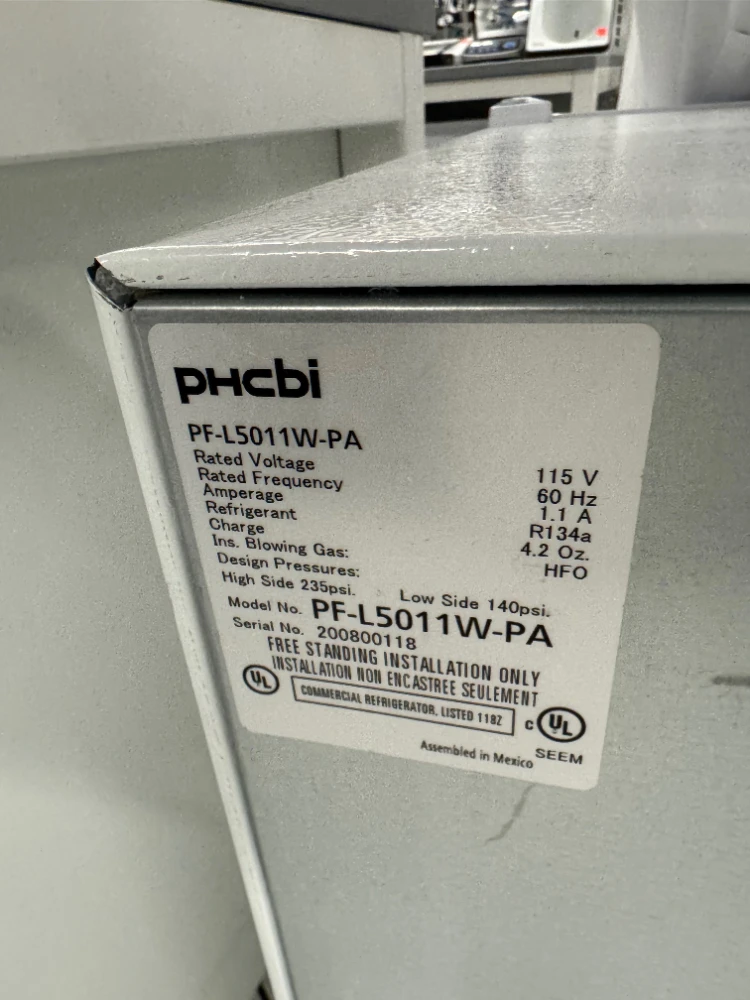 PHCbi
PF-L5011W-PA
Rated Voltage 115 V
Rated Frequency 60 Hz
Amperage 1.1 A
Refrigerant R134a
Charge 4.2 Oz.
Ins. Blowing Gas: HFO
Design Pressures:
High Side 235psi. Low Side 140psi.
Model No. PF-L5011W-PA
Serial No. 200800118
FREE STANDING INSTALLATION ONLY
INSTALLATION NON ENCASTREE SEULEMENT
UL COMMERCIAL REFRIGERATOR, LISTED 118Z c UL
SEEM
Assembled in Mexico